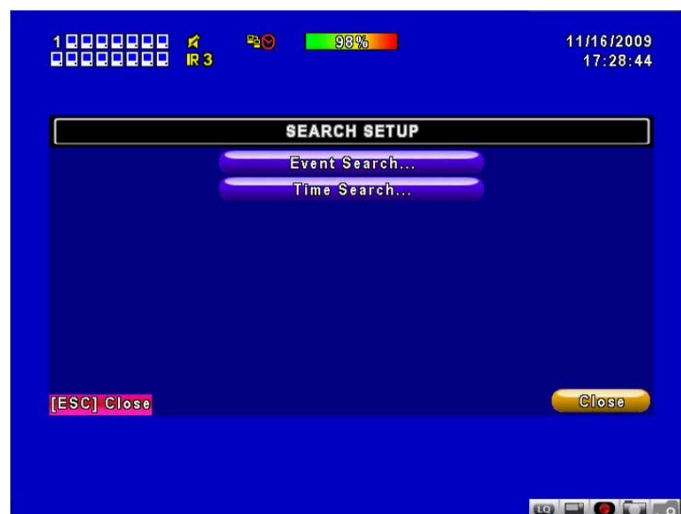 1
IR 3
98%
11/16/2009
17:28:44
SEARCH SETUP
Event Search...
Time Search...
[ESC] Close
Close
LQ